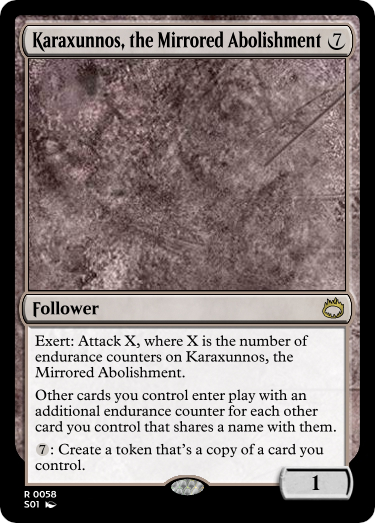 Karaxunnos, the Mirrored Abolishment 7
Follower
Exert: Attack X, where X is the number of
endurance counters on Karaxunnos, the
Mirrored Abolishment.
Other cards you control enter play with an
additional endurance counter for each other
card you control that shares a name with them.
7 : Create a token that's a copy of a card you
control.
1
R 0058
S01